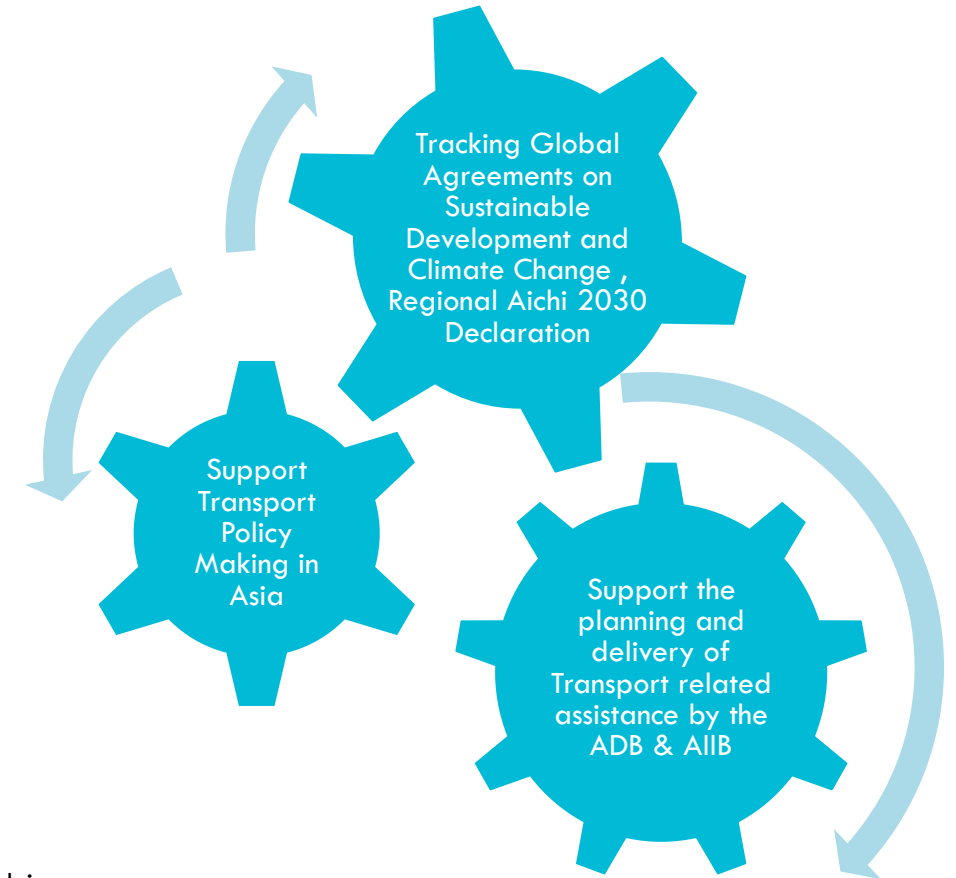 Tracking Global
Agreements on
Sustainable
Development and
Climate Change ,
Regional Aichi 2030
Declaration
Support
Transport
Policy
Making in
Asia
Support the
planning and
delivery of
Transport related
assistance by the
ADB & AIIB